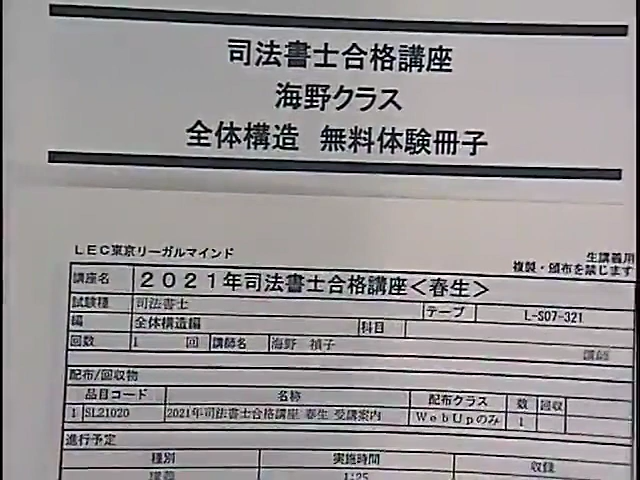 司法書士合格講座
海野クラス
全体構造 無料体験冊子
LEC東京リーガルマインド
生講義用
複製・頒布を禁じます
講座名 2021年司法書士合格講座<春生>
試験種 司法書士 テープ L-S07-321
編 全体構造編 科目
回数 1 回 講師名 海野 禎子
講師
配布/回収物
品目コード 名称 配布クラス 数 回収
1 SL21020 2021年司法書士合格講座 春生 受講案内 WebUpのみ 1
進行予定
種別 実施時間 収録
講義 1:25